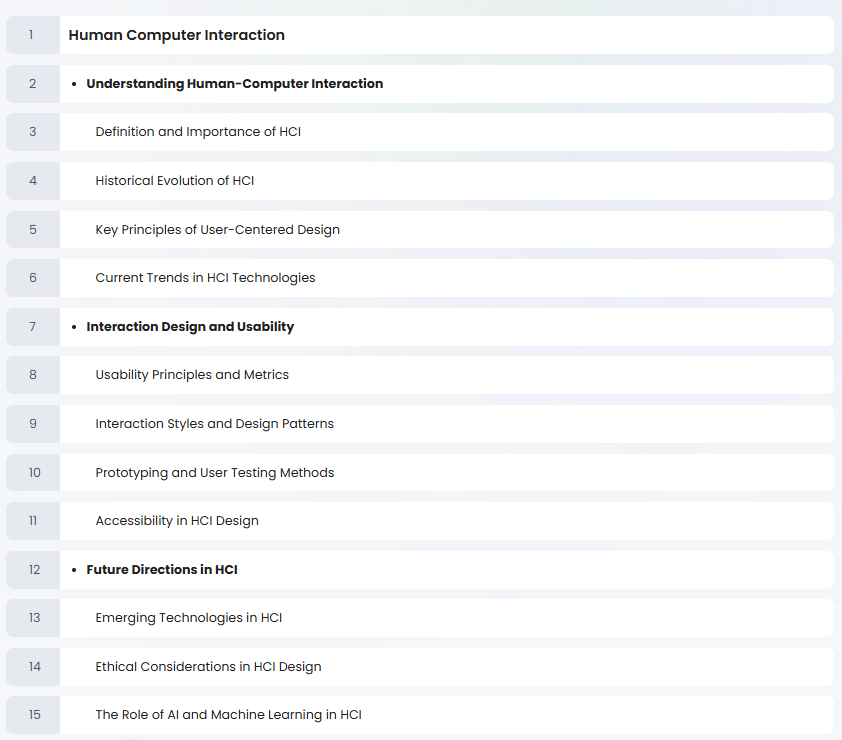 1 Human Computer Interaction
2 • Understanding Human-Computer Interaction
3 Definition and Importance of HCI
4 Historical Evolution of HCI
5 Key Principles of User-Centered Design
6 Current Trends in HCI Technologies
7 • Interaction Design and Usability
8 Usability Principles and Metrics
9 Interaction Styles and Design Patterns
10 Prototyping and User Testing Methods
11 Accessibility in HCI Design
12 • Future Directions in HCI
13 Emerging Technologies in HCI
14 Ethical Considerations in HCI Design
15 The Role of AI and Machine Learning in HCI